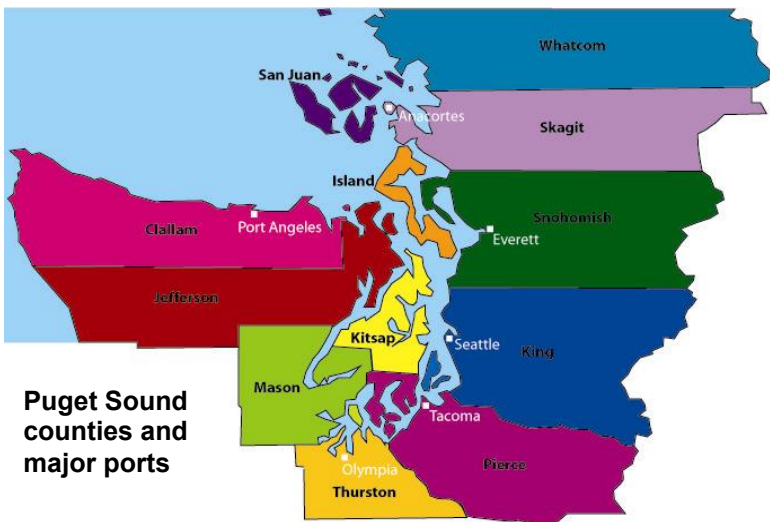 Whatcom
San Juan
Anacortes
Skagit
Island
Clallam
Port Angeles
Snohomish
Everett
Jefferson
Kitsap
Seattle
King
Mason
Tacoma
Puget Sound
counties and
major ports
Olympia
Pierce
Thurston